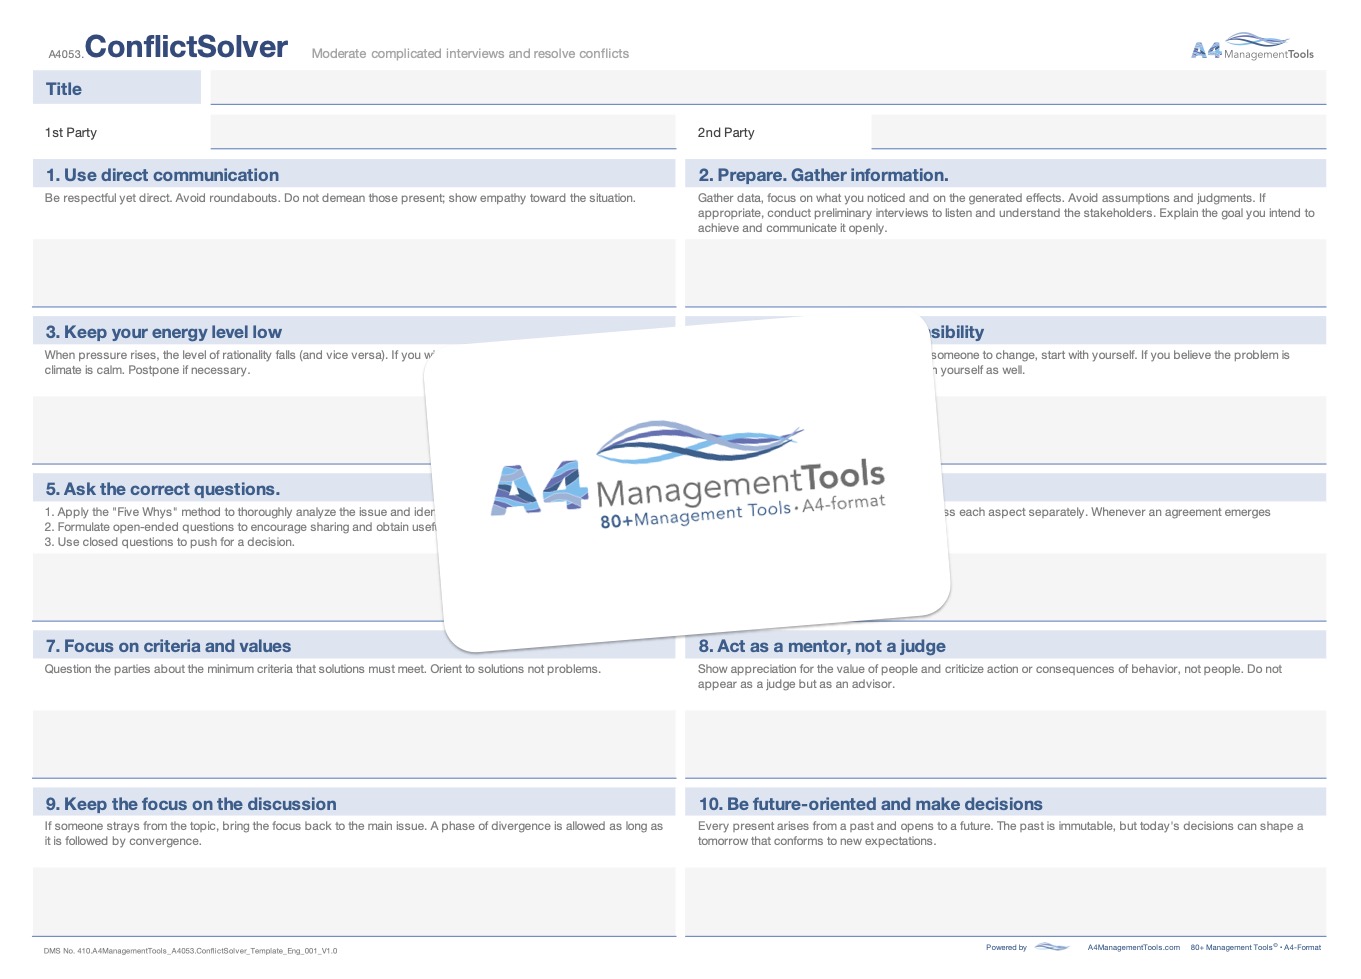 A4053.ConflictSolver Moderate complicated interviews and resolve conflicts
A4 ManagementTools
Title
1st Party
2nd Party
1. Use direct communication
Be respectful yet direct. Avoid roundabouts. Do not demean those present; show empathy toward the situation.
2. Prepare. Gather information.
Gather data, focus on what you noticed and on the generated effects. Avoid assumptions and judgments. If
appropriate, conduct preliminary interviews to listen and understand the stakeholders. Explain the goal you intend to
achieve and communicate it openly.
3. Keep your energy level low
When pressure rises, the level of rationality falls (and vice versa). If you
climate is calm. Postpone if necessary.
sibility
someone to change, start with yourself. If you believe the problem is
yourself as well.
A4 ManagementTools
80+Management Tools • A4-format
5. Ask the correct questions.
1. Apply the "Five Whys" method to thoroughly analyze the issue and
2. Formulate open-ended questions to encourage sharing and obtain
3. Use closed questions to push for a decision.
each aspect separately. Whenever an agreement emerges
7. Focus on criteria and values
Question the parties about the minimum criteria that solutions must meet. Orient to solutions not problems.
8. Act as a mentor, not a judge
Show appreciation for the value of people and criticize action or consequences of behavior, not people. Do not
appear as a judge but as an advisor.
9. Keep the focus on the discussion
If someone strays from the topic, bring the focus back to the main issue. A phase of divergence is allowed as long as
it is followed by convergence.
10. Be future-oriented and make decisions
Every present arises from a past and opens to a future. The past is immutable, but today's decisions can shape a
tomorrow that conforms to new expectations.
DMS No. 410.A4ManagementTools_A4053.ConflictSolver_Template_Eng_001_V1.0
Powered by A4ManagementTools.com 80+ Management Tools© • A4-Format